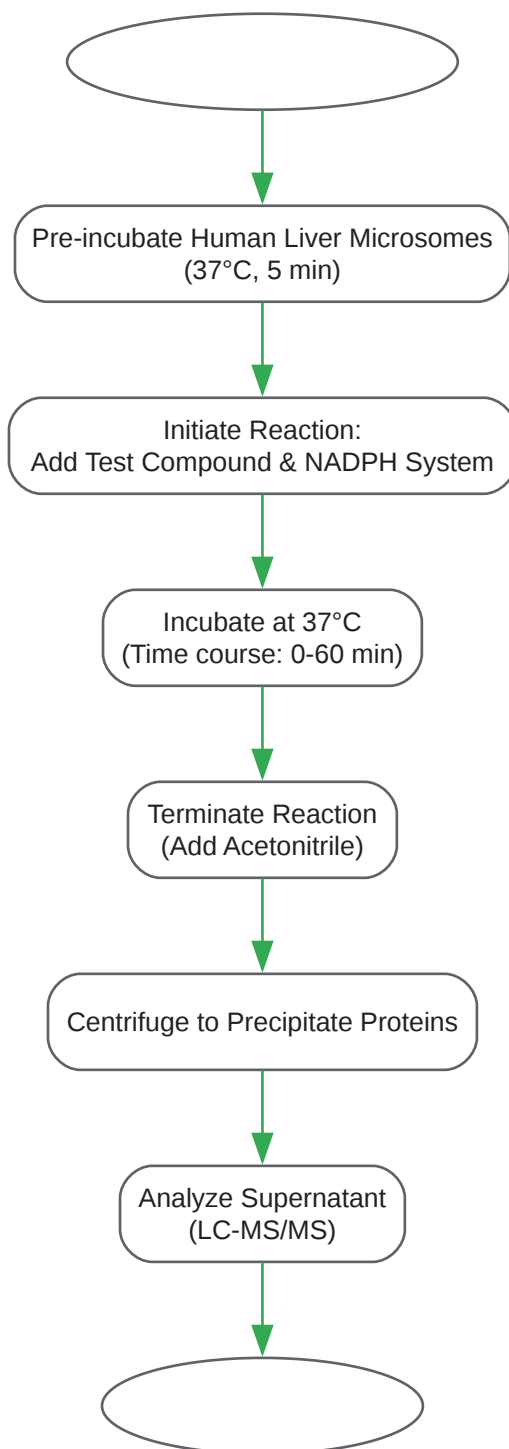 Pre-incubate Human Liver Microsomes
(37°C, 5 min)
Initiate Reaction:
Add Test Compound & NADPH System
Incubate at 37°C
(Time course: 0-60 min)
Terminate Reaction
(Add Acetonitrile)
Centrifuge to Precipitate Proteins
Analyze Supernatant
(LC-MS/MS)